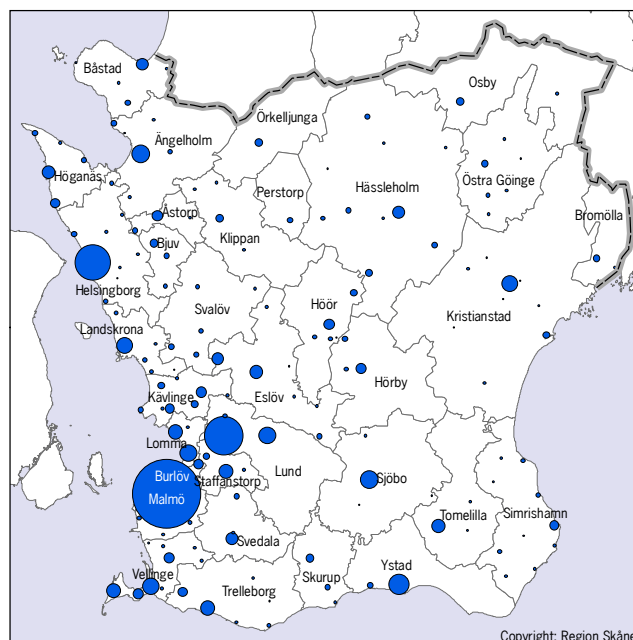 Båstad
Osby
Örkelljunga
Ängelholm
Höganäs
Perstorp
Hässleholm
Östra Göinge
Åstorp
Klippan
Bromölla
Bjuv
Helsingborg
Svalöv
Höör
Kristianstad
Landskrona
Hörby
Kävlinge
Eslöv
Lomma
Lund
Burlöv
Staffanstorp
Sjöbo
Malmö
Simrishamn
Tomelilla
Svedala
Ystad
Vellinge
Skurup
Trelleborg
Copyright: Region Skåne